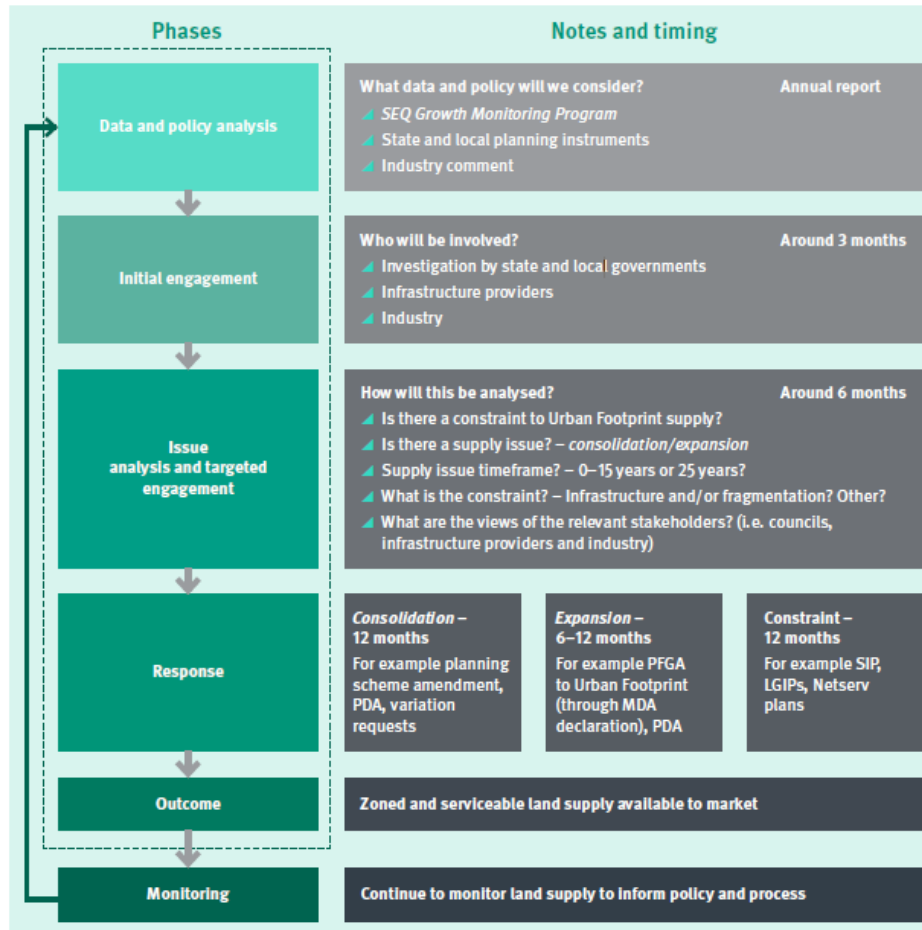 Phases
Notes and timing
Data and policy analysis
What data and policy will we consider?
Annual report
SEQ Growth Monitoring Program
State and local planning instruments
Industry comment
Initial engagement
Who will be involved?
Around 3 months
Investigation by state and local governments
Infrastructure providers
Industry
Issue
analysis and targeted
engagement
How will this be analysed?
Around 6 months
Is there a constraint to Urban Footprint supply?
Is there a supply issue? – consolidation/expansion
Supply issue timeframe? – 0–15 years or 25 years?
What is the constraint? – Infrastructure and/or fragmentation? Other?
What are the views of the relevant stakeholders? (i.e. councils,
infrastructure providers and industry)
Response
Consolidation –
12 months
For example planning
scheme amendment,
PDA, variation
requests
Expansion –
6–12 months
For example PFGA
to Urban Footprint
(through MDA
declaration), PDA
Constraint –
12 months
For example SIP,
LGIPs, Netserv
plans
Outcome
Zoned and serviceable land supply available to market
Monitoring
Continue to monitor land supply to inform policy and process